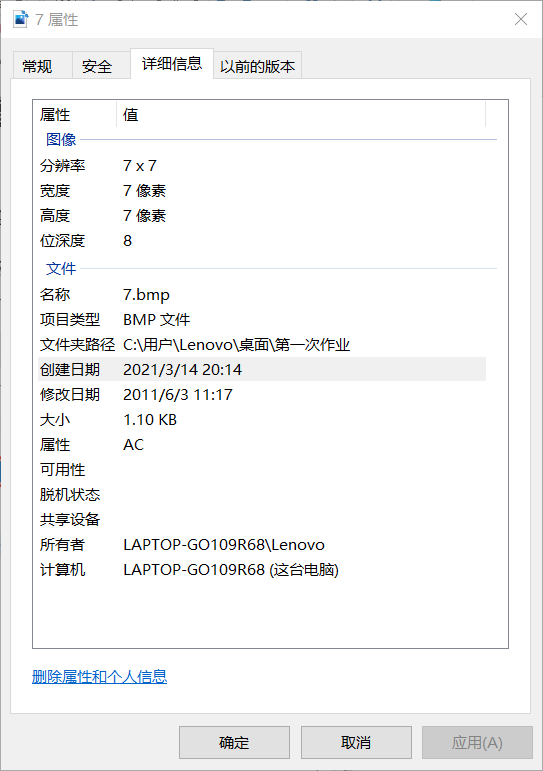 7 属性
常规 安全 详细信息 以前的版本
属性 值
图像
分辨率 7 x 7
宽度 7 像素
高度 7 像素
位深度 8
文件
名称 7.bmp
项目类型 BMP 文件
文件夹路径 C:\用户\Lenovo\桌面\第一次作业
创建日期 2021/3/14 20:14
修改日期 2011/6/3 11:17
大小 1.10 KB
属性 AC
可用性
脱机状态
共享设备
所有者 LAPTOP-GO109R68\Lenovo
计算机 LAPTOP-GO109R68 (这台电脑)
删除属性和个人信息
确定 取消 应用(A)